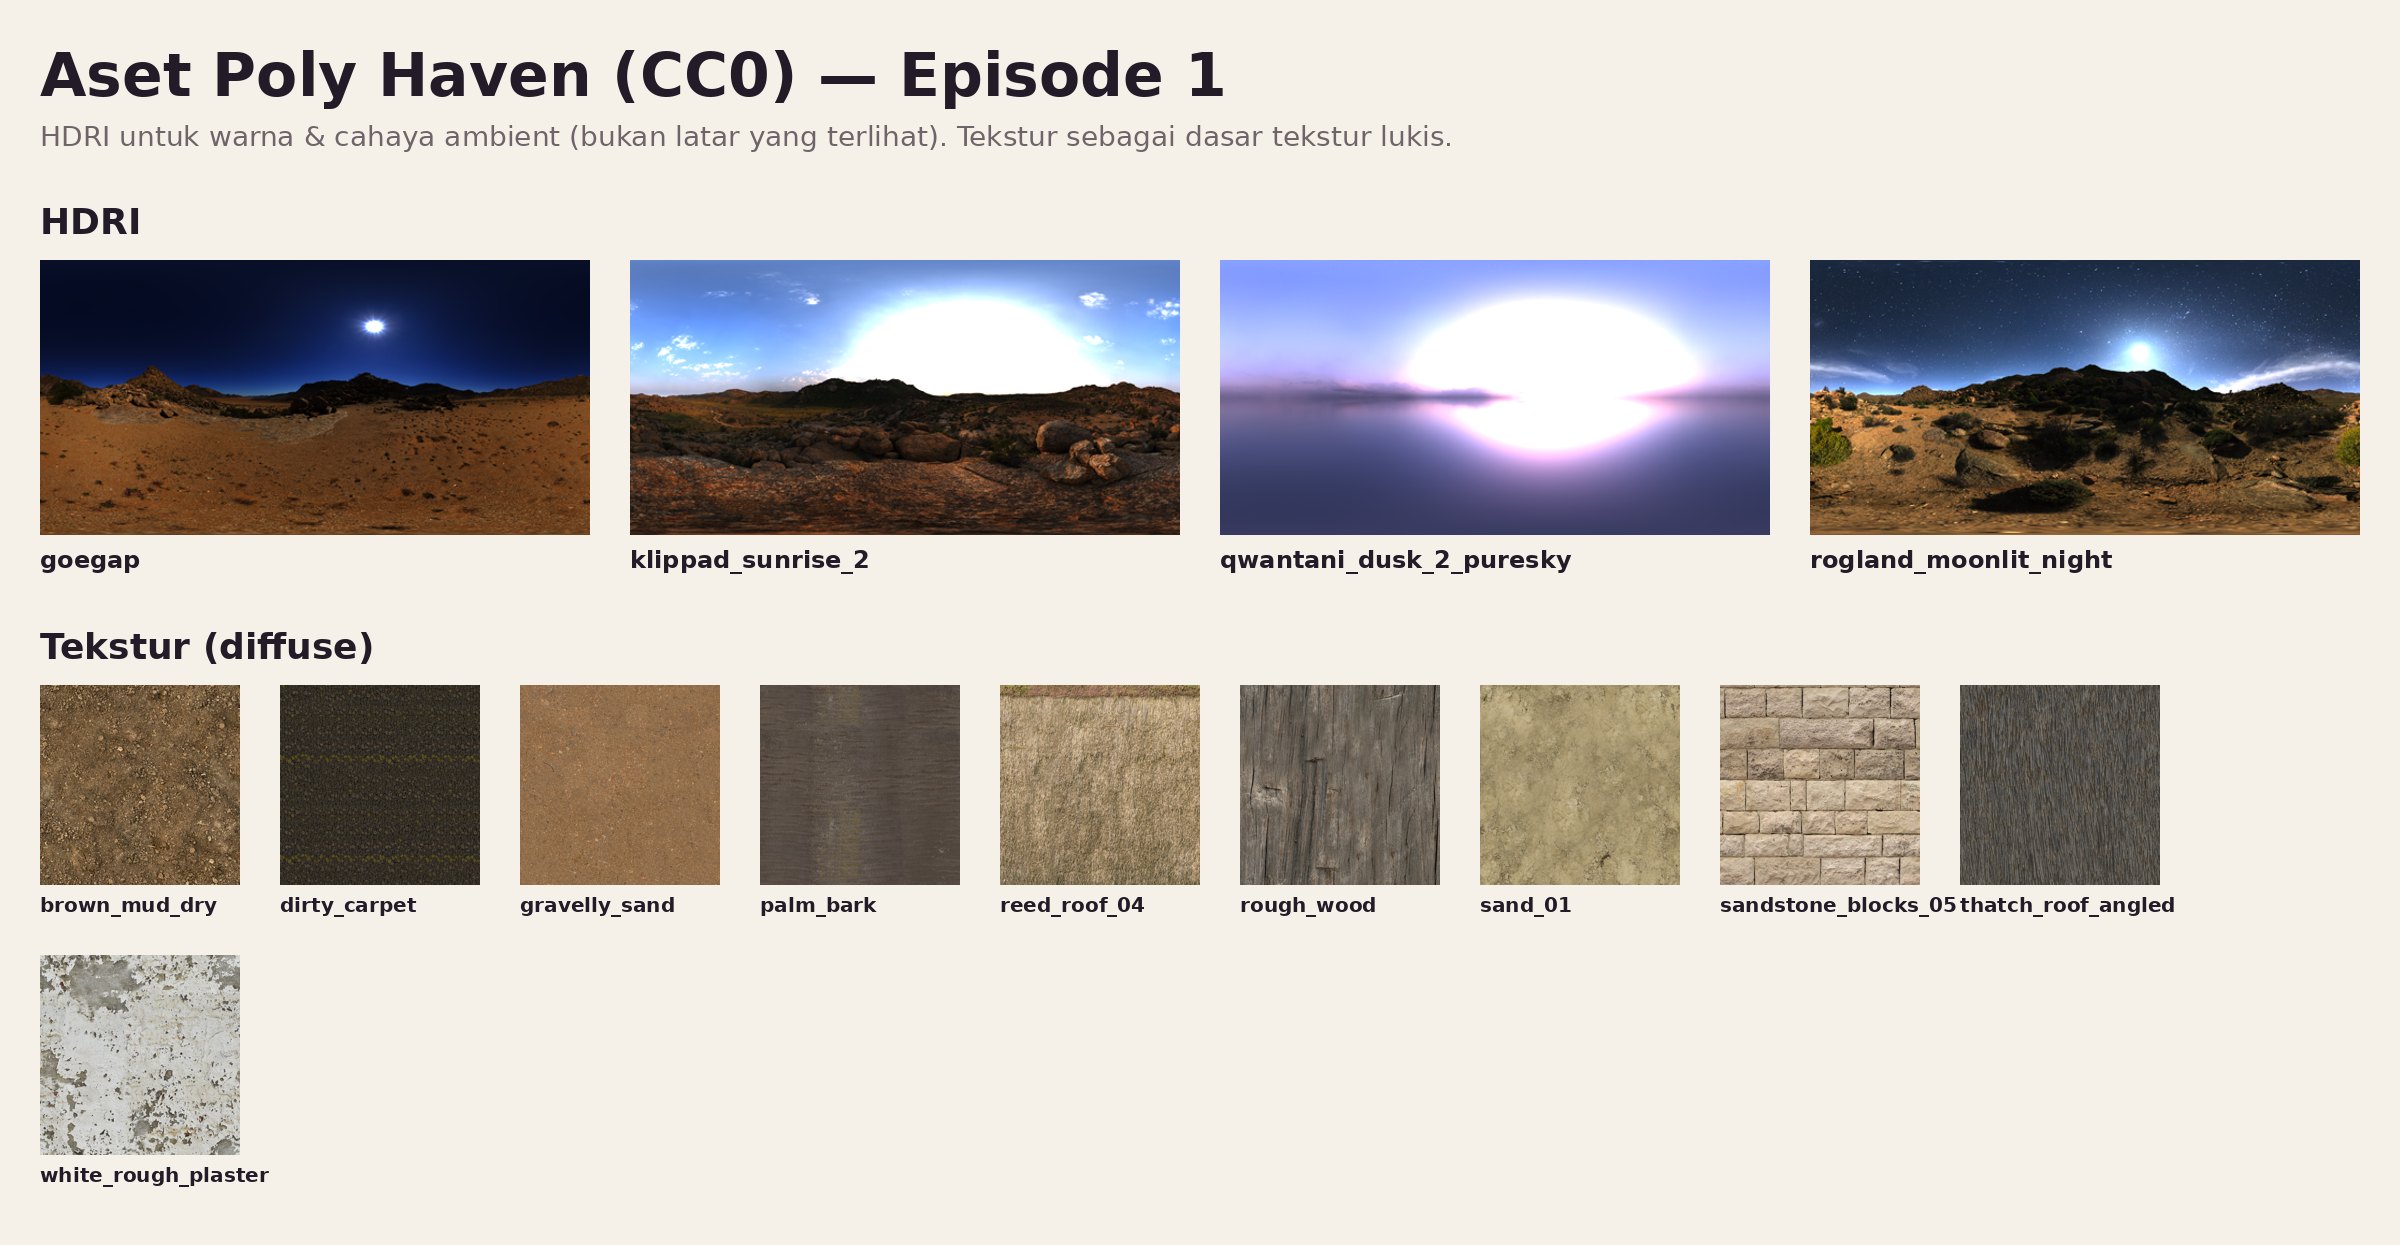 Aset Poly Haven (CC0) — Episode 1
HDRI untuk warna & cahaya ambient (bukan latar yang terlihat). Tekstur sebagai dasar tekstur lukis.
HDRI
goegap klippad_sunrise_2 qwantani_dusk_2_puresky rogland_moonlit_night
Tekstur (diffuse)
brown_mud_dry dirty_carpet gravelly_sand palm_bark reed_roof_04 rough_wood sand_01 sandstone_blocks_05 thatch_roof_angled
white_rough_plaster